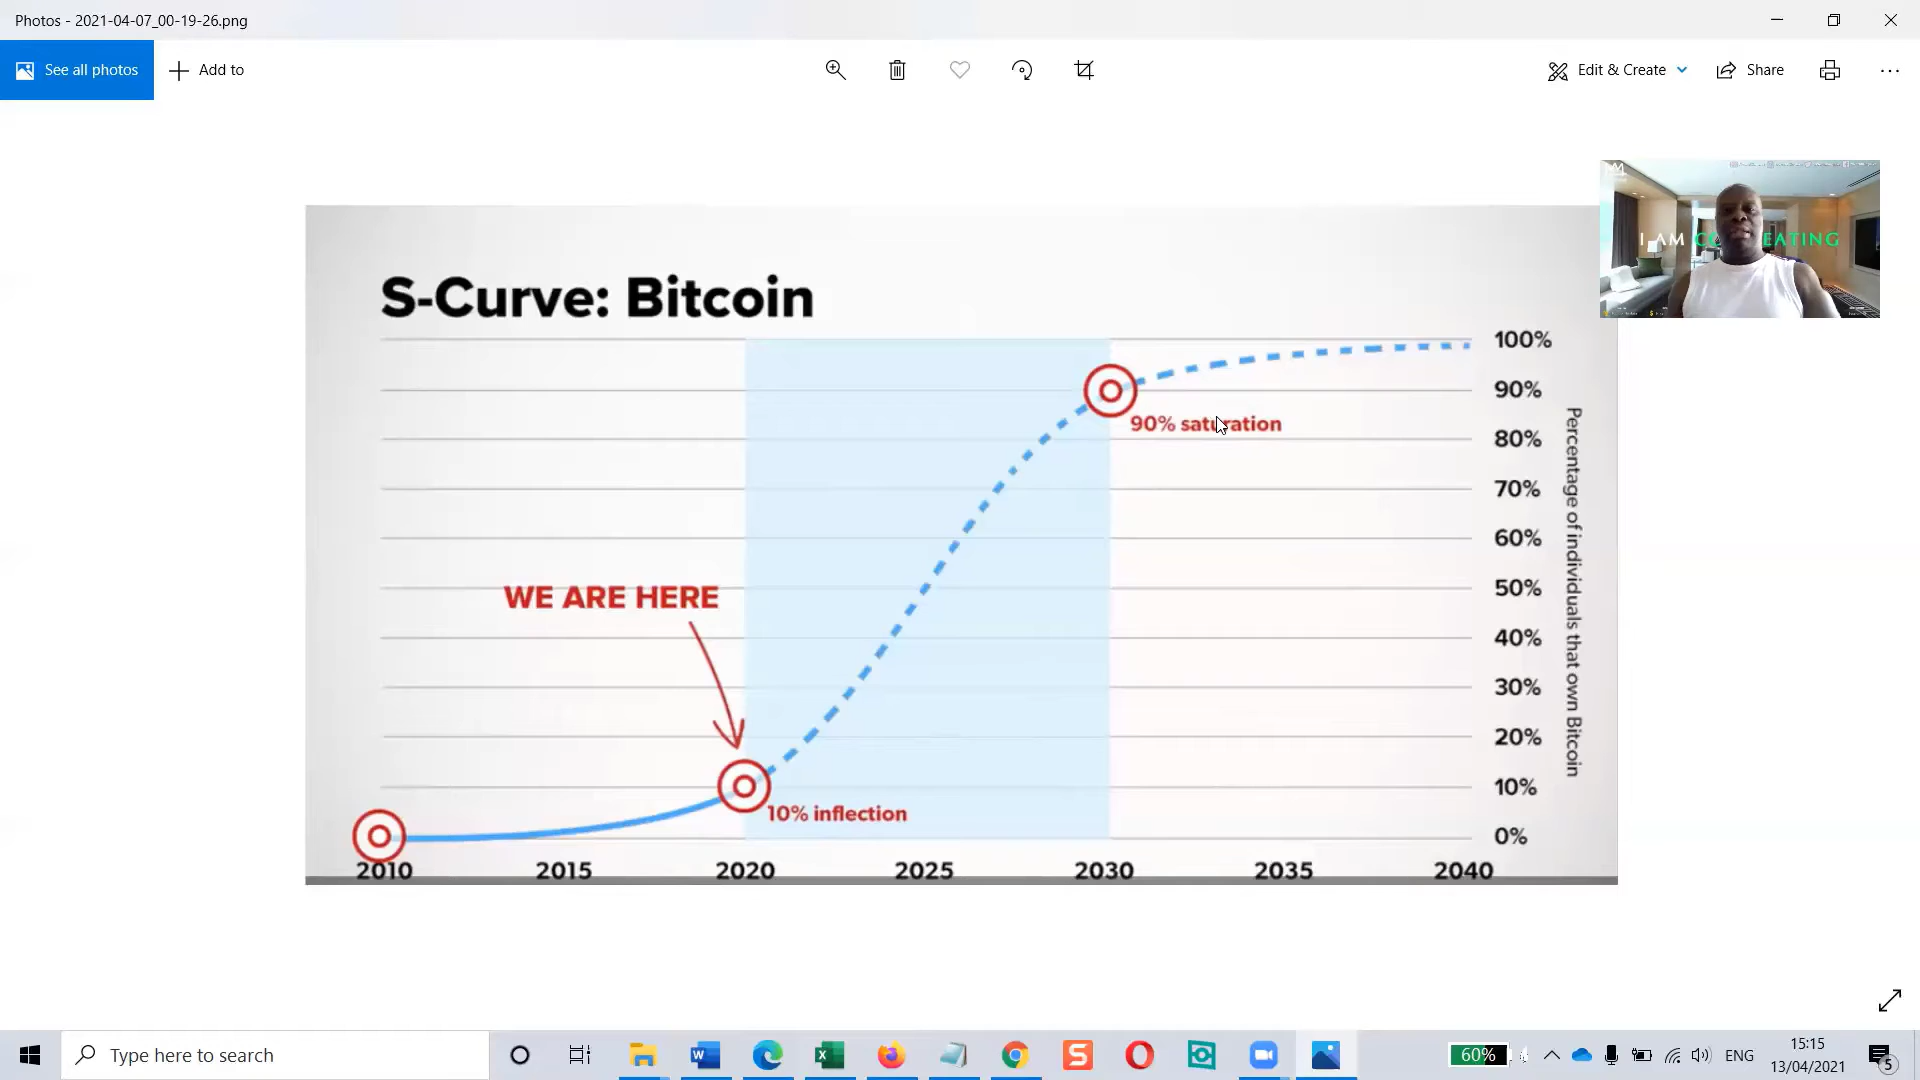 Photos - 2021-04-07_00-19-26.png
See all photos
Add to
Edit & Create
Share
S-Curve: Bitcoin
100%
90%
90% saturation
80%
70%
60%
WE ARE HERE
50%
40%
30%
20%
10%
10% inflection
0%
Percentage of individuals that own Bitcoin
2010 2015 2020 2025 2030 2035 2040
I AM
EATING
Type here to search
60%
ENG
15:15
13/04/2021
5